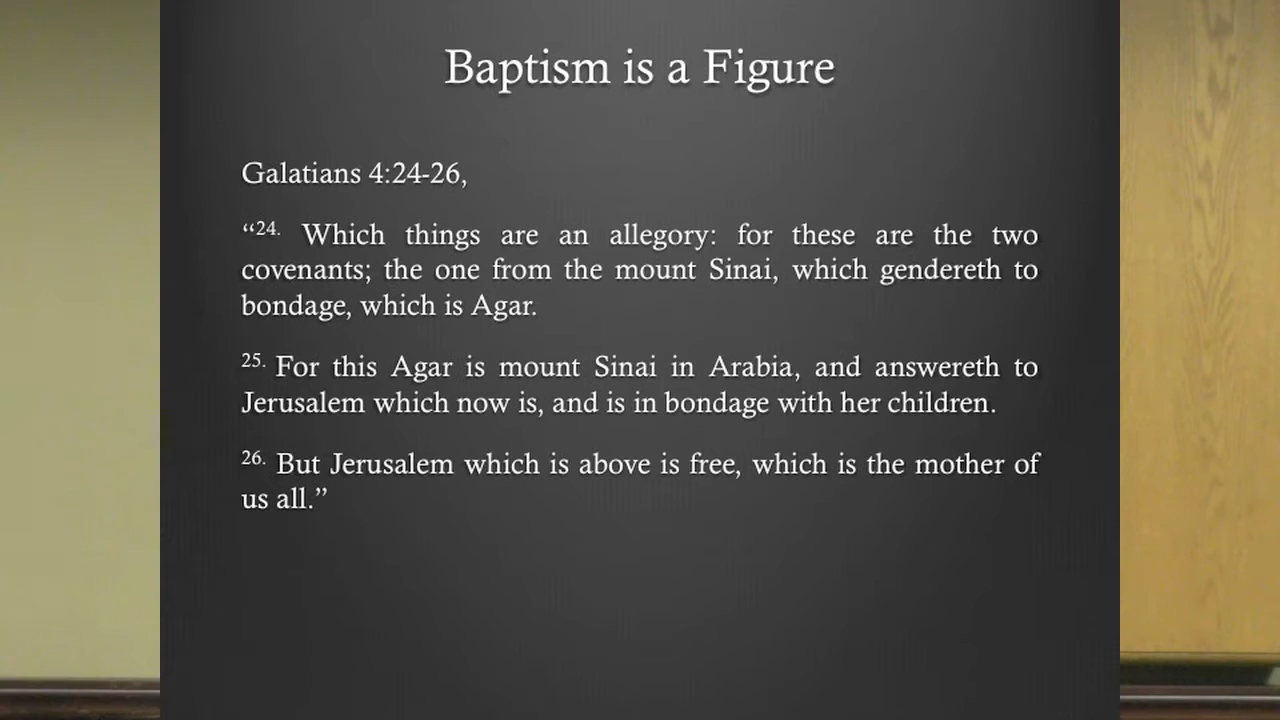 Baptism is a Figure
Galatians 4:24-26,
“24. Which things are an allegory: for these are the two
covenants; the one from the mount Sinai, which gendereth to
bondage, which is Agar.
25. For this Agar is mount Sinai in Arabia, and answereth to
Jerusalem which now is, and is in bondage with her children.
26. But Jerusalem which is above is free, which is the mother of
us all.”